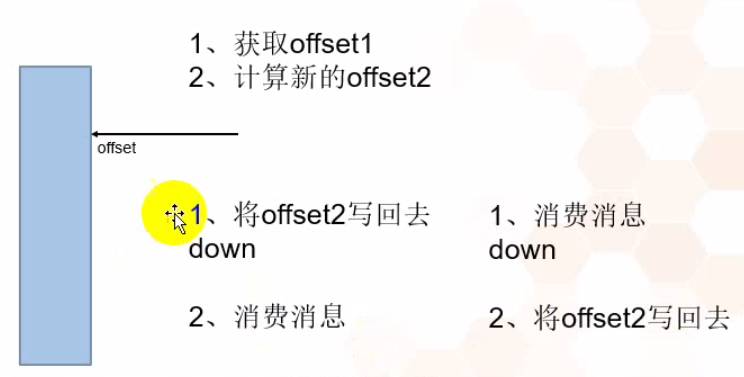 1、获取offset1
2、计算新的offset2
offset
1、将offset2写回去
down
2、消费消息
1、消费消息
down
2、将offset2写回去